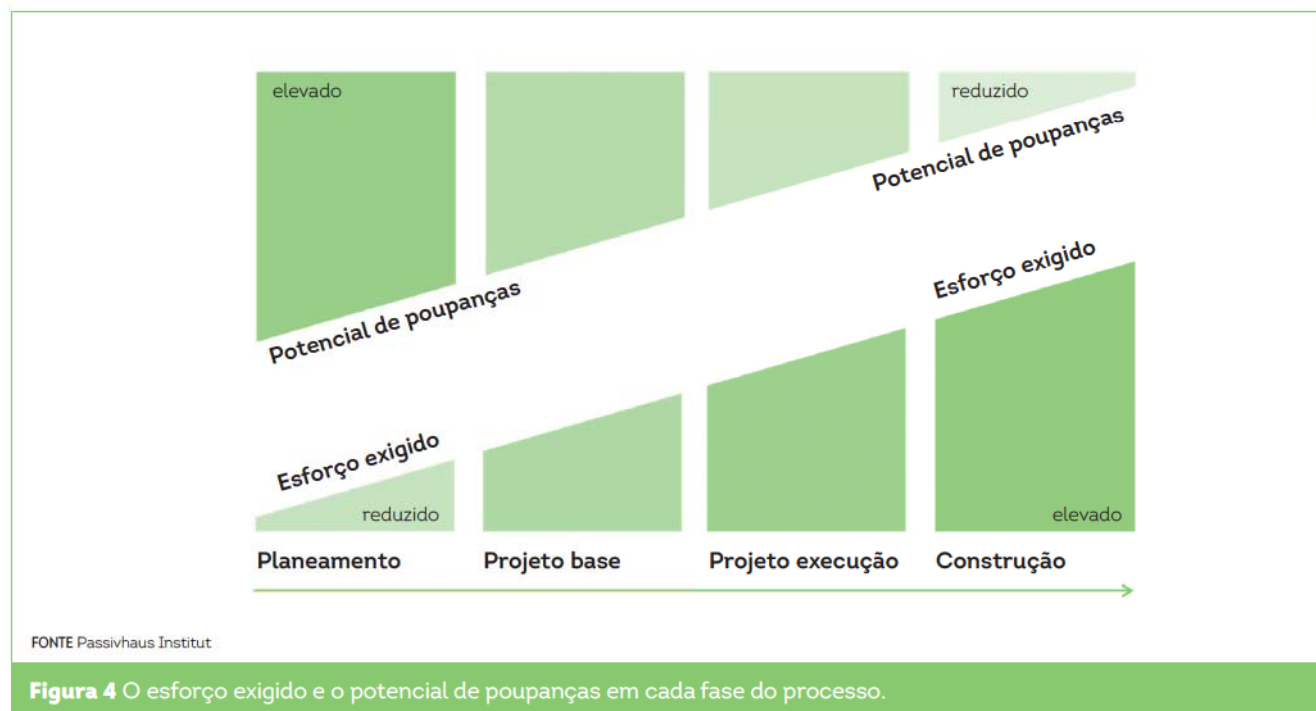 elevado
reduzido
Potencial de poupanças
Potencial de poupanças
Esforço exigido
Esforço exigido
reduzido
elevado
Planeamento
Projeto base
Projeto execução
Construção
FONTE Passivhaus Institut
Figura 4 O esforço exigido e o potencial de poupanças em cada fase do processo.